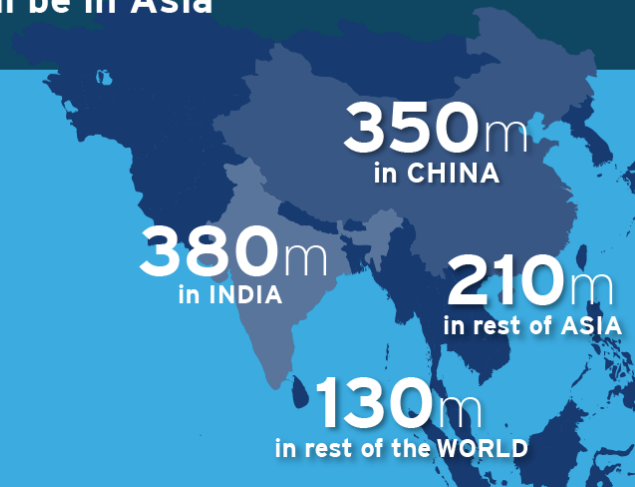 be in Asia
350m
in CHINA
380m
in INDIA
210m
in rest of ASIA
130m
in rest of the WORLD